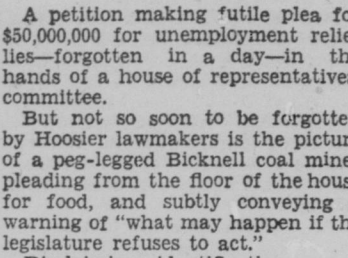 A petition making futile plea fo
$50,000,000 for unemployment relie
lies—forgotten in a day—in th
hands of a house of representative
committee.
But not so soon to be forgotte
by Hoosier lawmakers is the pictur
of a peg-legged Bicknell coal mine
pleading from the floor of the hous
for food, and subtly conveying
warning of "what may happen if th
legislature refuses to act."